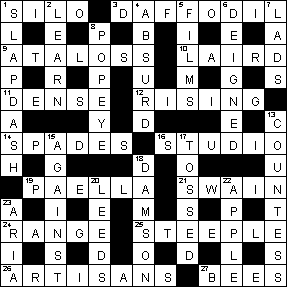 1 S I 2 L O 3 D 4 A F 5 F O 6 D I 7 L
L E 8 P B I E A
9 A T A L O S S 10 L A I R D
P R P U M G S
11 D E N S E 12 R I S I N G
A Y D E 13 C
14 S P 15 A D E S 16 S 17 T U D I O
H G 18 D O U
19 P A E 20 L L A 21 S W 22 A I N
23 A I E M S P T
24 R A N G E 25 S T E E P L E
I S D O D L S
26 A R T I S A N S 27 B E E S